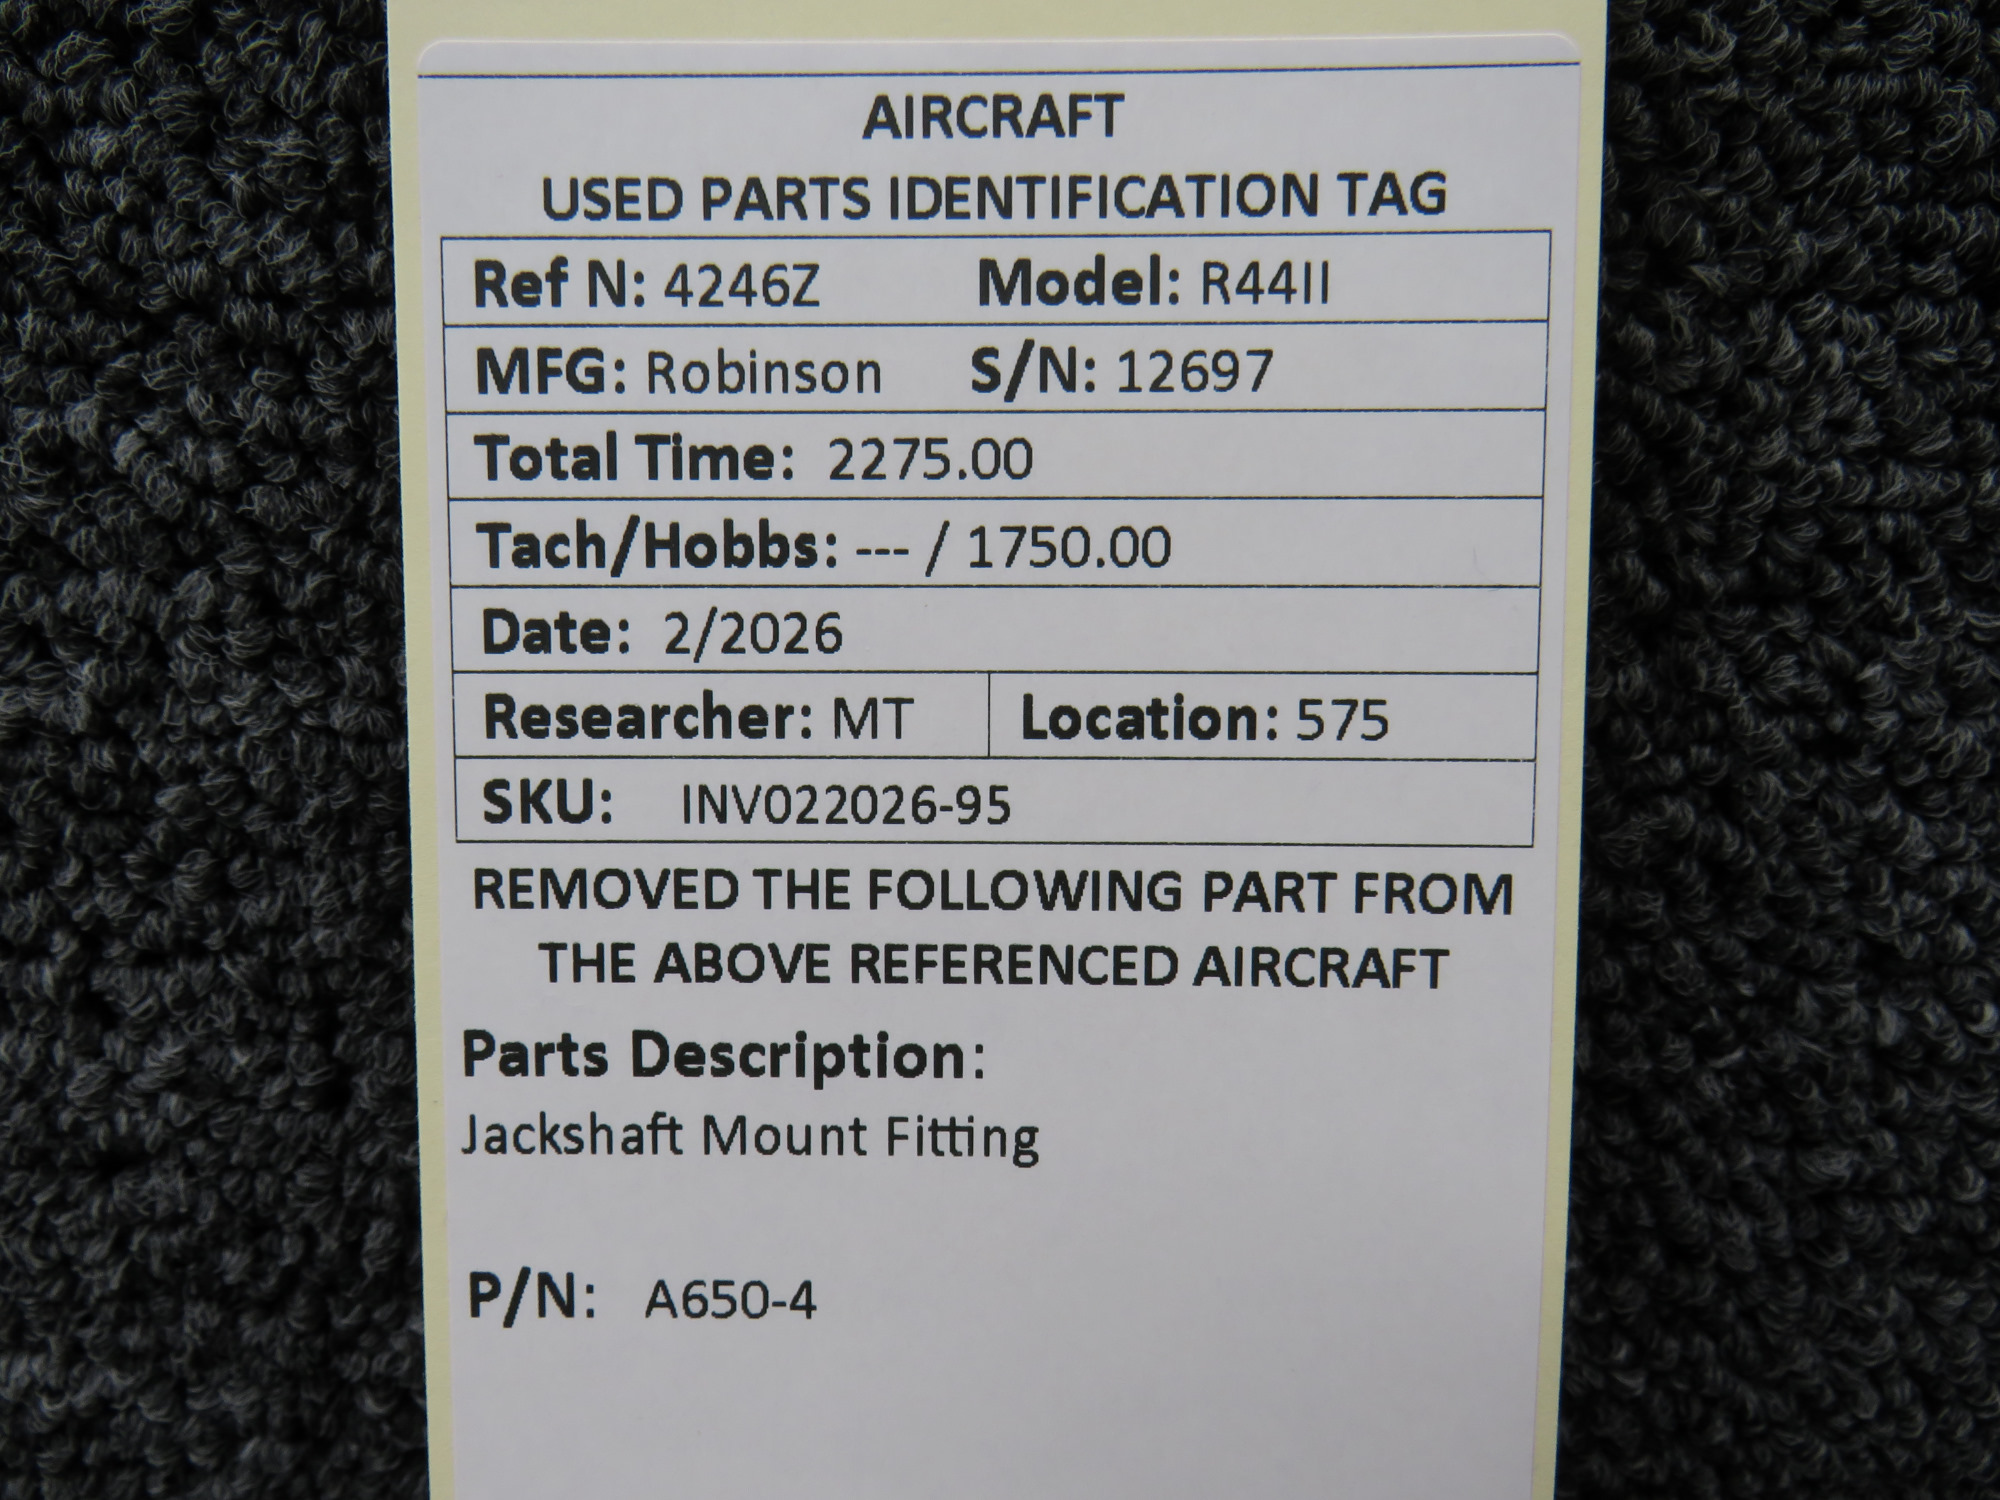 AIRCRAFT
USED PARTS IDENTIFICATION TAG
Ref N: 4246Z Model: R44II
MFG: Robinson S/N: 12697
Total Time: 2275.00
Tach/Hobbs: --- / 1750.00
Date: 2/2026
Researcher: MT Location: 575
SKU: INV022026-95
REMOVED THE FOLLOWING PART FROM
THE ABOVE REFERENCED AIRCRAFT
Parts Description:
Jackshaft Mount Fitting
P/N: A650-4